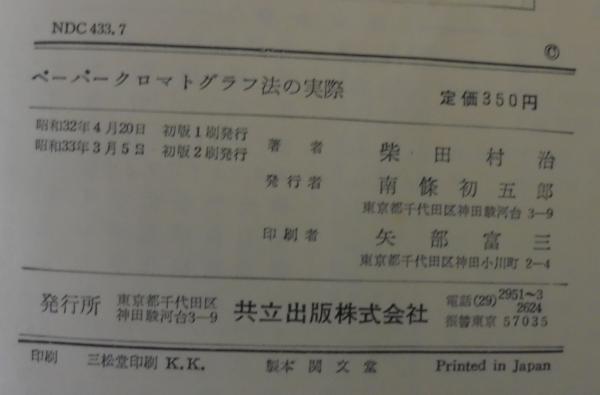 NDC 433.7
©
ペーパークロマトグラフ法の実際
定価350円
昭和32年4月20日 初版1刷発行
昭和33年3月5日 初版2刷発行
著者 柴田村治
発行者 南條初五郎
東京都千代田区神田駿河台 3—9
印刷者 矢部富三
東京都千代田区神田小川町 2—4
発行所 東京都千代田区
神田駿河台3—9
共立出版株式会社
電話(29) 2951〜3
2624
振替東京 57035
印刷 三松堂印刷 K.K. 製本 関文堂 Printed in Japan